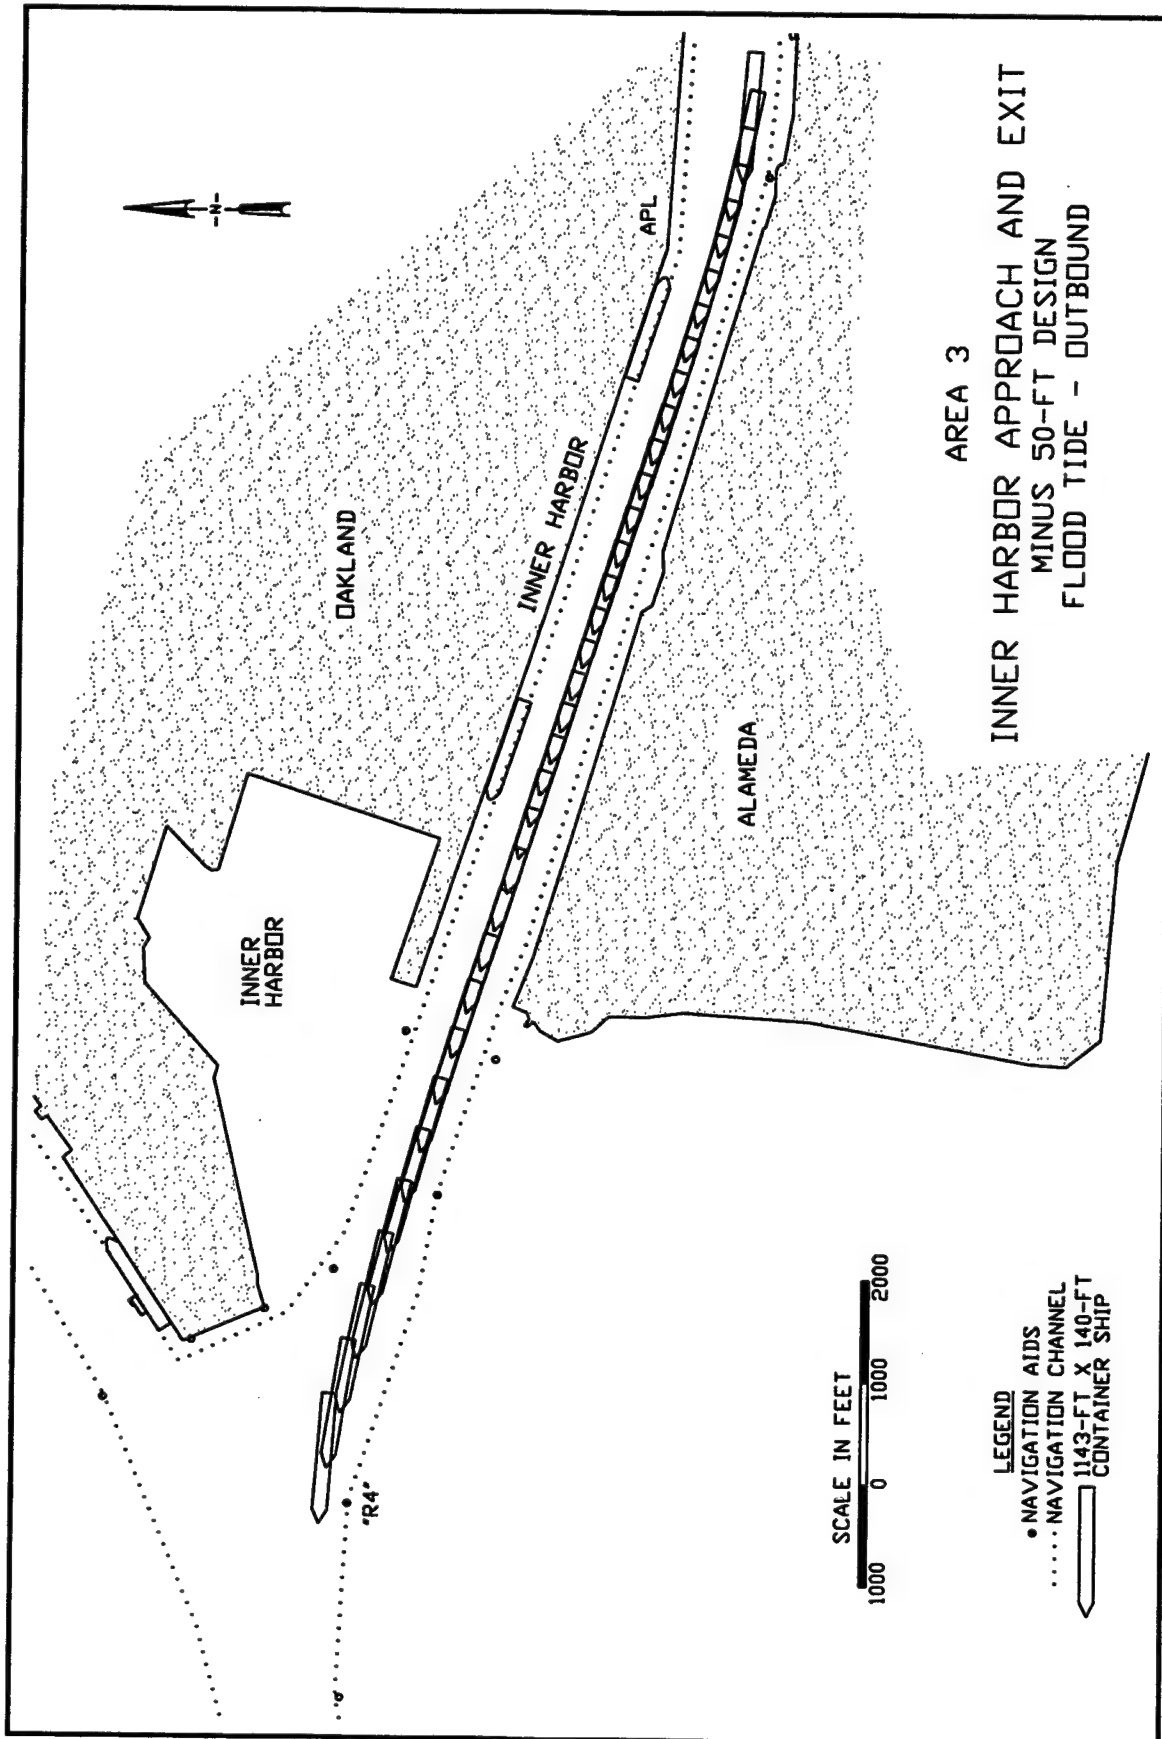 -N-
APL
OAKLAND
INNER HARBOR
INNER
HARBOR
ALAMEDA
"R4"
AREA 3
INNER HARBOR APPROACH AND EXIT
MINUS 50-FT DESIGN
FLOOD TIDE - OUTBOUND
SCALE IN FEET
1000 0 1000 2000
LEGEND
NAVIGATION AIDS
NAVIGATION CHANNEL
1143-FT X 140-FT
CONTAINER SHIP